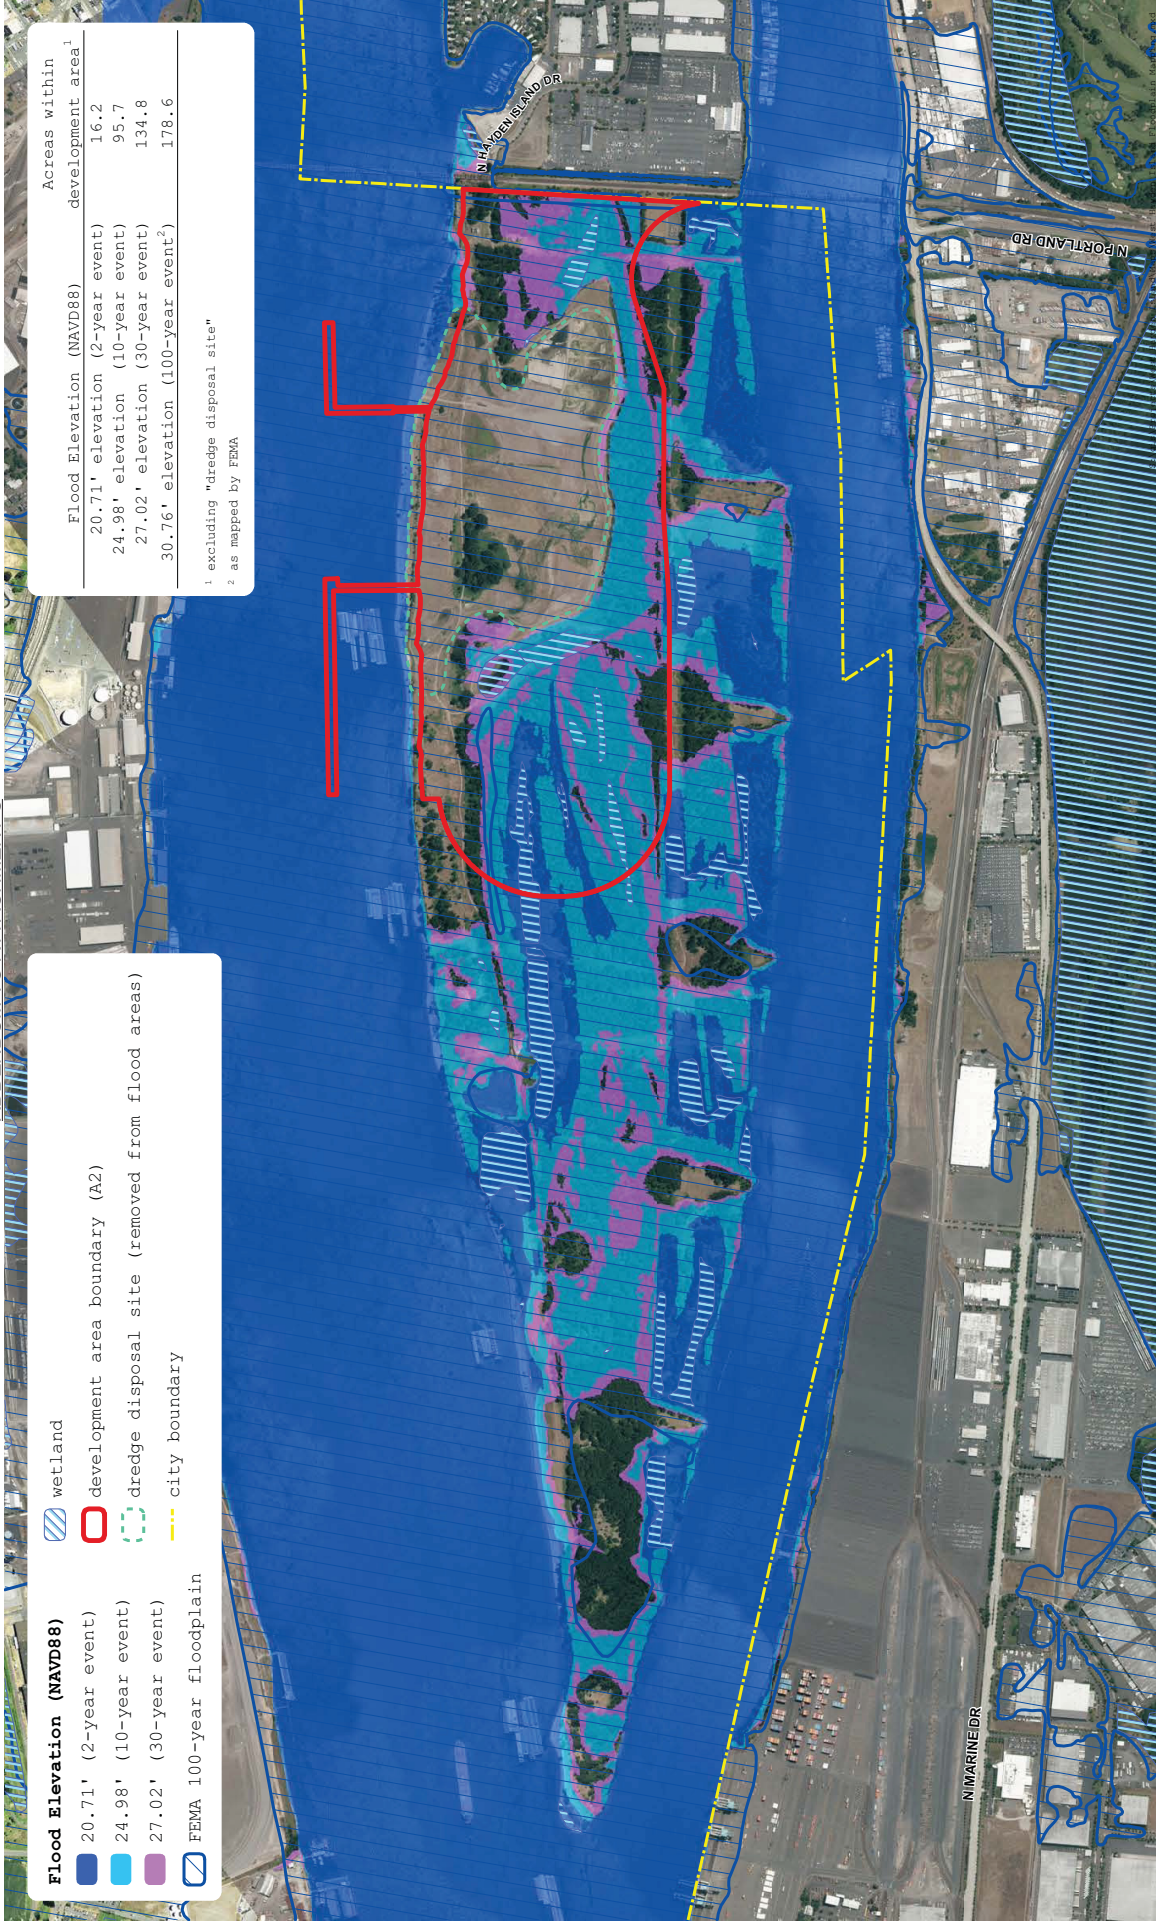 Flood Elevation (NAVD88)
20.71' (2-year event)
24.98' (10-year event)
27.02' (30-year event)
FEMA 100-year floodplain
wetland
development area boundary (A2)
dredge disposal site (removed from flood areas)
city boundary
Acreas within
Flood Elevation (NAVD88) development area1
20.71' elevation (2-year event) 16.2
24.98' elevation (10-year event) 95.7
27.02' elevation (30-year event) 134.8
30.76' elevation (100-year event2) 178.6
1 excluding "dredge disposal site"
2 as mapped by FEMA
N HAYDEN ISLAND DR
N PORTLAND RD
N MARINE DR